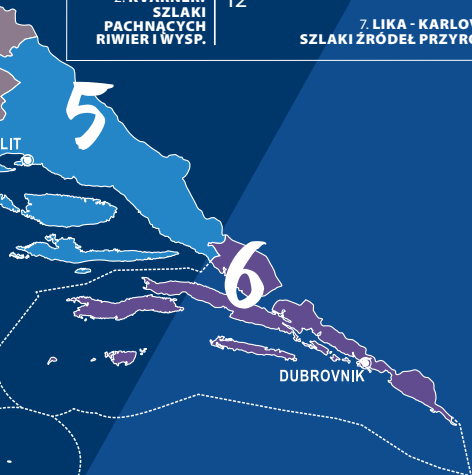 SZLAKI
PACHNĄCYCH
RIWIER I WYSP.
12
7. LIKA - KARLOV
SZLAKI ŹRÓDEŁ PRZYRO
5
LIT
6
DUBROVNIK